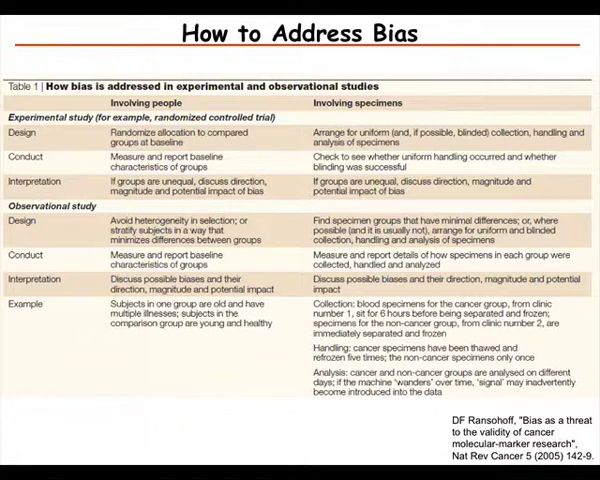 How to Address Bias
Table 1 | How bias is addressed in experimental and observational studies
Involving people Involving specimens
Experimental study (for example, randomized controlled trial)
Design Randomize allocation to compared groups at baseline Arrange for uniform (and, if possible, blinded) collection, handling and analysis of specimens
Conduct Measure and report baseline characteristics of groups Check to see whether uniform handling occurred and whether blinding was successful
Interpretation If groups are unequal, discuss direction, magnitude and potential impact of bias If groups are unequal, discuss direction, magnitude and potential impact of bias
Observational study
Design Avoid heterogeneity in selection; or stratify subjects in a way that minimizes differences between groups Find specimen groups that have minimal differences; or, where possible (and it is usually not), arrange for uniform and blinded collection, handling and analysis of specimens
Conduct Measure and report baseline characteristics of groups Measure and report details of how specimens in each group were collected, handled and analyzed
Interpretation Discuss possible biases and their direction, magnitude and potential impact Discuss possible biases and their direction, magnitude and potential impact
Example Subjects in one group are old and have multiple illnesses; subjects in the comparison group are young and healthy Collection: blood specimens for the cancer group, from clinic number 1, sit for 6 hours before being separated and frozen; specimens for the non-cancer group, from clinic number 2, are immediately separated and frozen
Handling: cancer specimens have been thawed and refrozen five times; the non-cancer specimens only once
Analysis: cancer and non-cancer groups are analysed on different days; if the machine ‘wanders’ over time, ‘signal’ may inadvertently become introduced into the data
DF Ransohoff, "Bias as a threat
to the validity of cancer
molecular-marker research",
Nat Rev Cancer 5 (2005) 142-9.